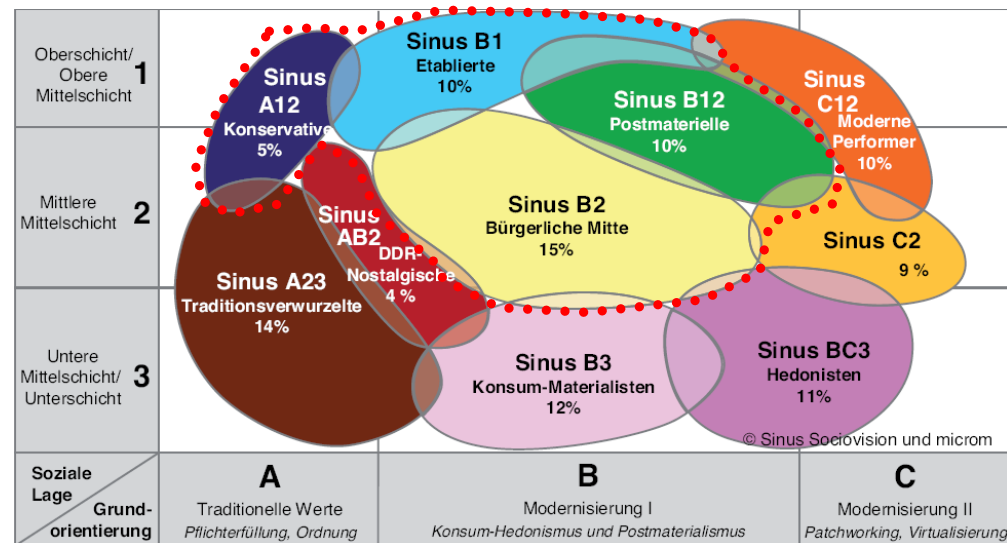 Oberschicht/
Obere
Mittelschicht
1
Mittlere
Mittelschicht
2
Untere
Mittelschicht/
Unterschicht
3
Sinus
A12
Konservative
5%
Sinus B1
Etablierte
10%
Sinus B12
Postmaterielle
10%
Sinus
C12
Moderne
Performer
10%
Sinus
AB2
DDR-
Nostalgische
4 %
Sinus B2
Bürgerliche Mitte
15%
Sinus C2
9 %
Sinus A23
Traditionsverwurzelte
14%
Sinus B3
Konsum-Materialisten
12%
Sinus BC3
Hedonisten
11%
© Sinus Sociovision und microm
Soziale
Lage
Grund-
orientierung
A
Traditionelle Werte
Pflichterfüllung, Ordnung
B
Modernisierung I
Konsum-Hedonismus und Postmaterialismus
C
Modernisierung II
Patchworking, Virtualisierung